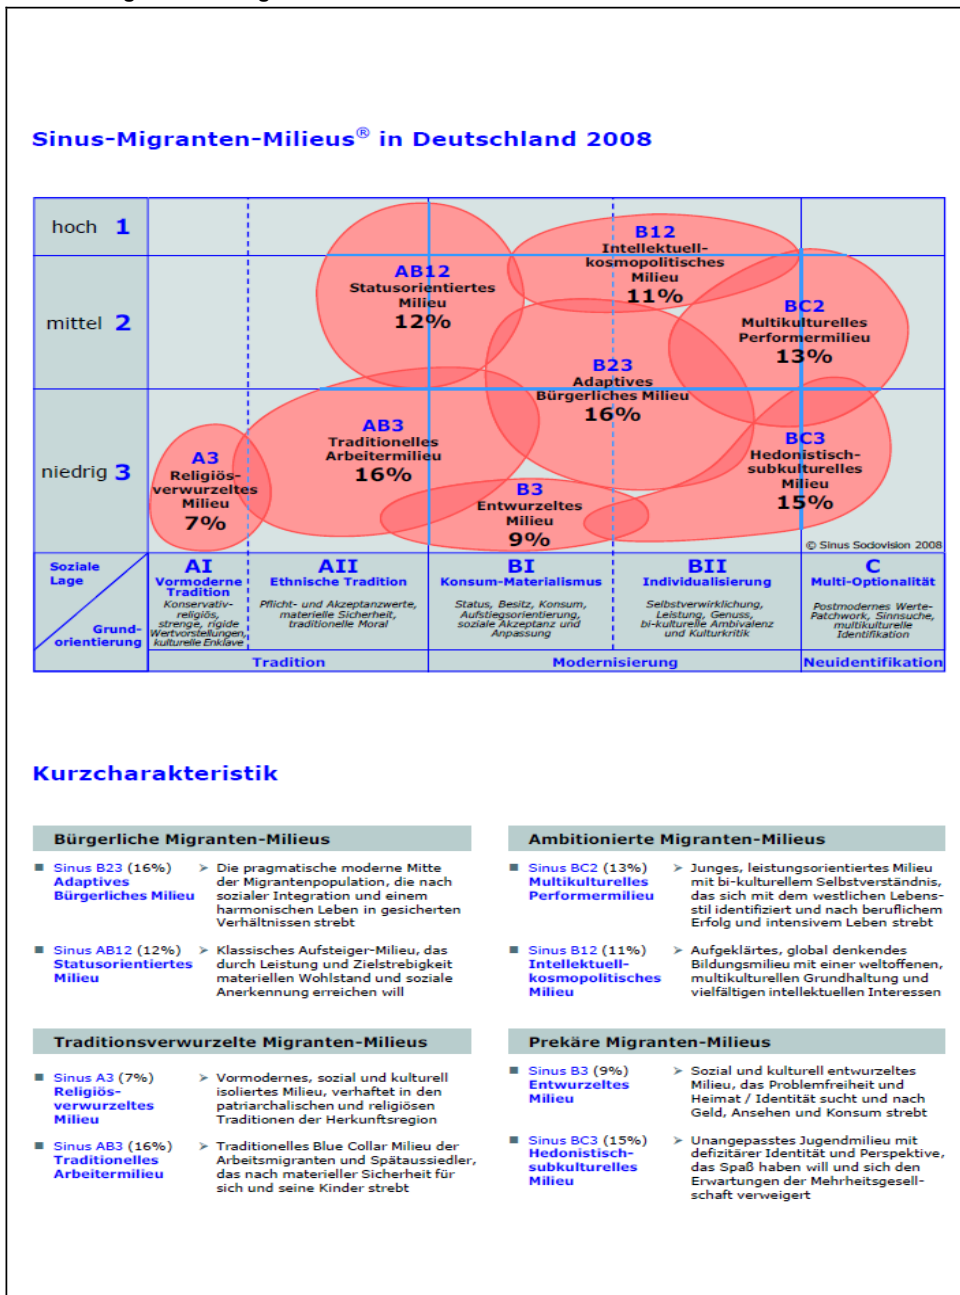 Sinus-Migranten-Milieus® in Deutschland 2008
hoch 1
mittel 2
niedrig 3
B12
Intellektuell-
kosmopolitisches
Milieu
11%
AB12
Statusorientiertes
Milieu
12%
BC2
Multikulturelles
Performermilieu
13%
B23
Adaptives
Bürgerliches Milieu
16%
AB3
Traditionelles
Arbeitermilieu
16%
BC3
Hedonistisch-
subkulturelles
Milieu
15%
A3
Religiös-
verwurzeltes
Milieu
7%
B3
Entwurzeltes
Milieu
9%
© Sinus Sodovision 2008
Soziale
Lage
Grund-
orientierung
AI
Vormoderne
Tradition
Konservativ-
religiös,
strenge, rigide
Wertvorstellungen,
kulturelle Enklave
AII
Ethnische Tradition
Pflicht- und Akzeptanzwerte,
materielle Sicherheit,
traditionelle Moral
BI
Konsum-Materialismus
Status, Besitz, Konsum,
Aufstiegsorientierung,
soziale Akzeptanz und
Anpassung
BII
Individualisierung
Selbstverwirklichung,
Leistung, Genuss,
bi-kulturelle Ambivalenz
und Kulturkritik
C
Multi-Optionalität
Postmodernes Werte-
Patchwork, Sinnsuche,
multikulturelle
Identifikation
Tradition
Modernisierung
Neuidentifikation
Kurzcharakteristik
Bürgerliche Migranten-Milieus
Sinus B23 (16%)
Adaptives
Bürgerliches Milieu
Die pragmatische moderne Mitte
der Migrantenpopulation, die nach
sozialer Integration und einem
harmonischen Leben in gesicherten
Verhältnissen strebt
Sinus AB12 (12%)
Statusorientiertes
Milieu
Klassisches Aufsteiger-Milieu, das
durch Leistung und Zielstrebigkeit
materiellen Wohlstand und soziale
Anerkennung erreichen will
Ambitionierte Migranten-Milieus
Sinus BC2 (13%)
Multikulturelles
Performermilieu
Junges, leistungsorientiertes Milieu
mit bi-kulturellem Selbstverständnis,
das sich mit dem westlichen Lebens-
stil identifiziert und nach beruflichem
Erfolg und intensivem Leben strebt
Sinus B12 (11%)
Intellektuell-
kosmopolitisches
Milieu
Aufgeklärtes, global denkendes
Bildungsmilieu mit einer weltoffenen,
multikulturellen Grundhaltung und
vielfältigen intellektuellen Interessen
Traditionsverwurzelte Migranten-Milieus
Sinus A3 (7%)
Religiös-
verwurzeltes
Milieu
Vormodernes, sozial und kulturell
isoliertes Milieu, verhaftet in den
patriarchalischen und religiösen
Traditionen der Herkunftsregion
Sinus AB3 (16%)
Traditionelles
Arbeitermilieu
Traditionelles Blue Collar Milieu der
Arbeitsmigranten und Spätaussiedler,
das nach materieller Sicherheit für
sich und seine Kinder strebt
Prekäre Migranten-Milieus
Sinus B3 (9%)
Entwurzeltes
Milieu
Sozial und kulturell entwurzeltes
Milieu, das Problemfreiheit und
Heimat / Identität sucht und nach
Geld, Ansehen und Konsum strebt
Sinus BC3 (15%)
Hedonistisch-
subkulturelles
Milieu
Unangepasstes Jugendmilieu mit
defizitärer Identität und Perspektive,
das Spaß haben will und sich den
Erwartungen der Mehrheitsgesell-
schaft verweigert